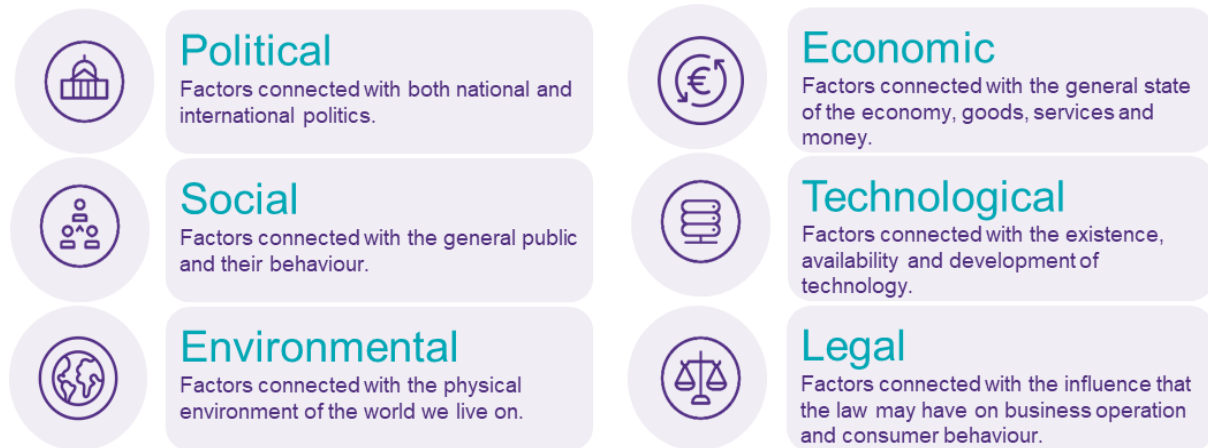 Political
Factors connected with both national and
international politics.
Economic
Factors connected with the general state
of the economy, goods, services and
money.
Social
Factors connected with the general public
and their behaviour.
Technological
Factors connected with the existence,
availability and development of
technology.
Environmental
Factors connected with the physical
environment of the world we live on.
Legal
Factors connected with the influence that
the law may have on business operation
and consumer behaviour.